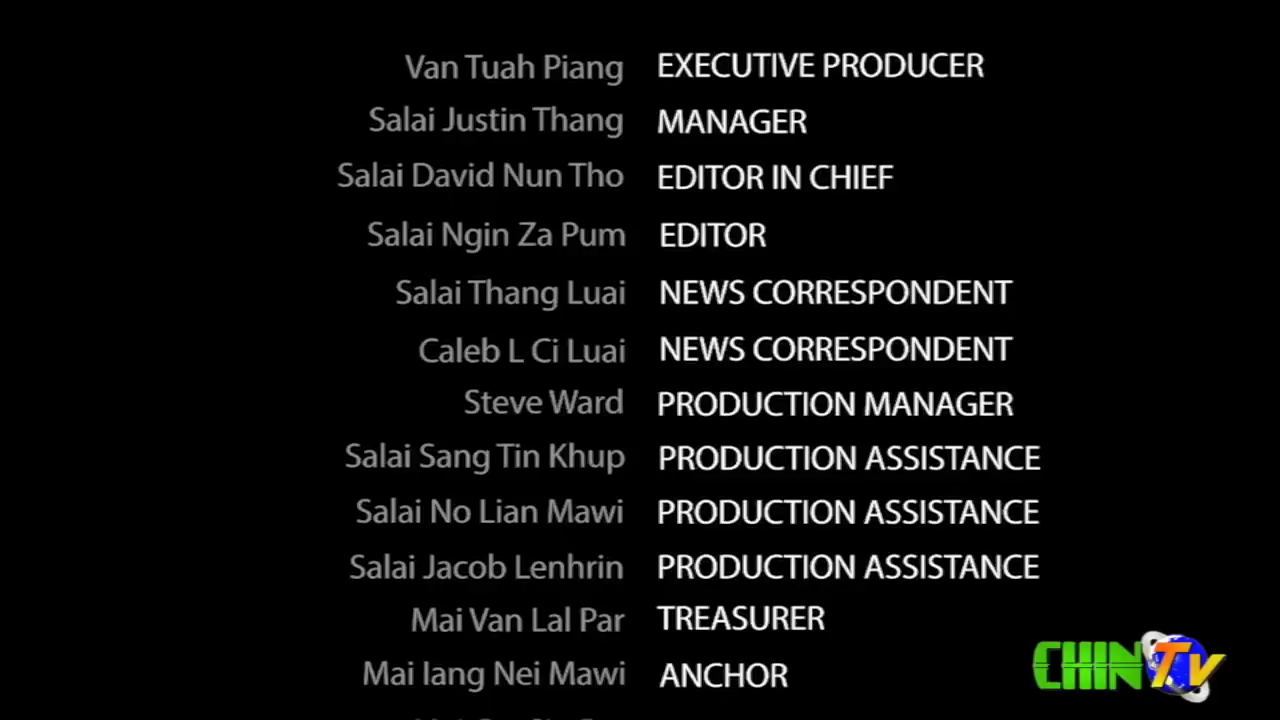 Van Tuah Piang EXECUTIVE PRODUCER
Salai Justin Thang MANAGER
Salai David Nun Tho EDITOR IN CHIEF
Salai Ngin Za Pum EDITOR
Salai Thang Luai NEWS CORRESPONDENT
Caleb L Ci Luai NEWS CORRESPONDENT
Steve Ward PRODUCTION MANAGER
Salai Sang Tin Khup PRODUCTION ASSISTANCE
Salai No Lian Mawi PRODUCTION ASSISTANCE
Salai Jacob Lenhrin PRODUCTION ASSISTANCE
Mai Van Lal Par TREASURER
Mai Iang Nei Mawi ANCHOR
CHIN TV